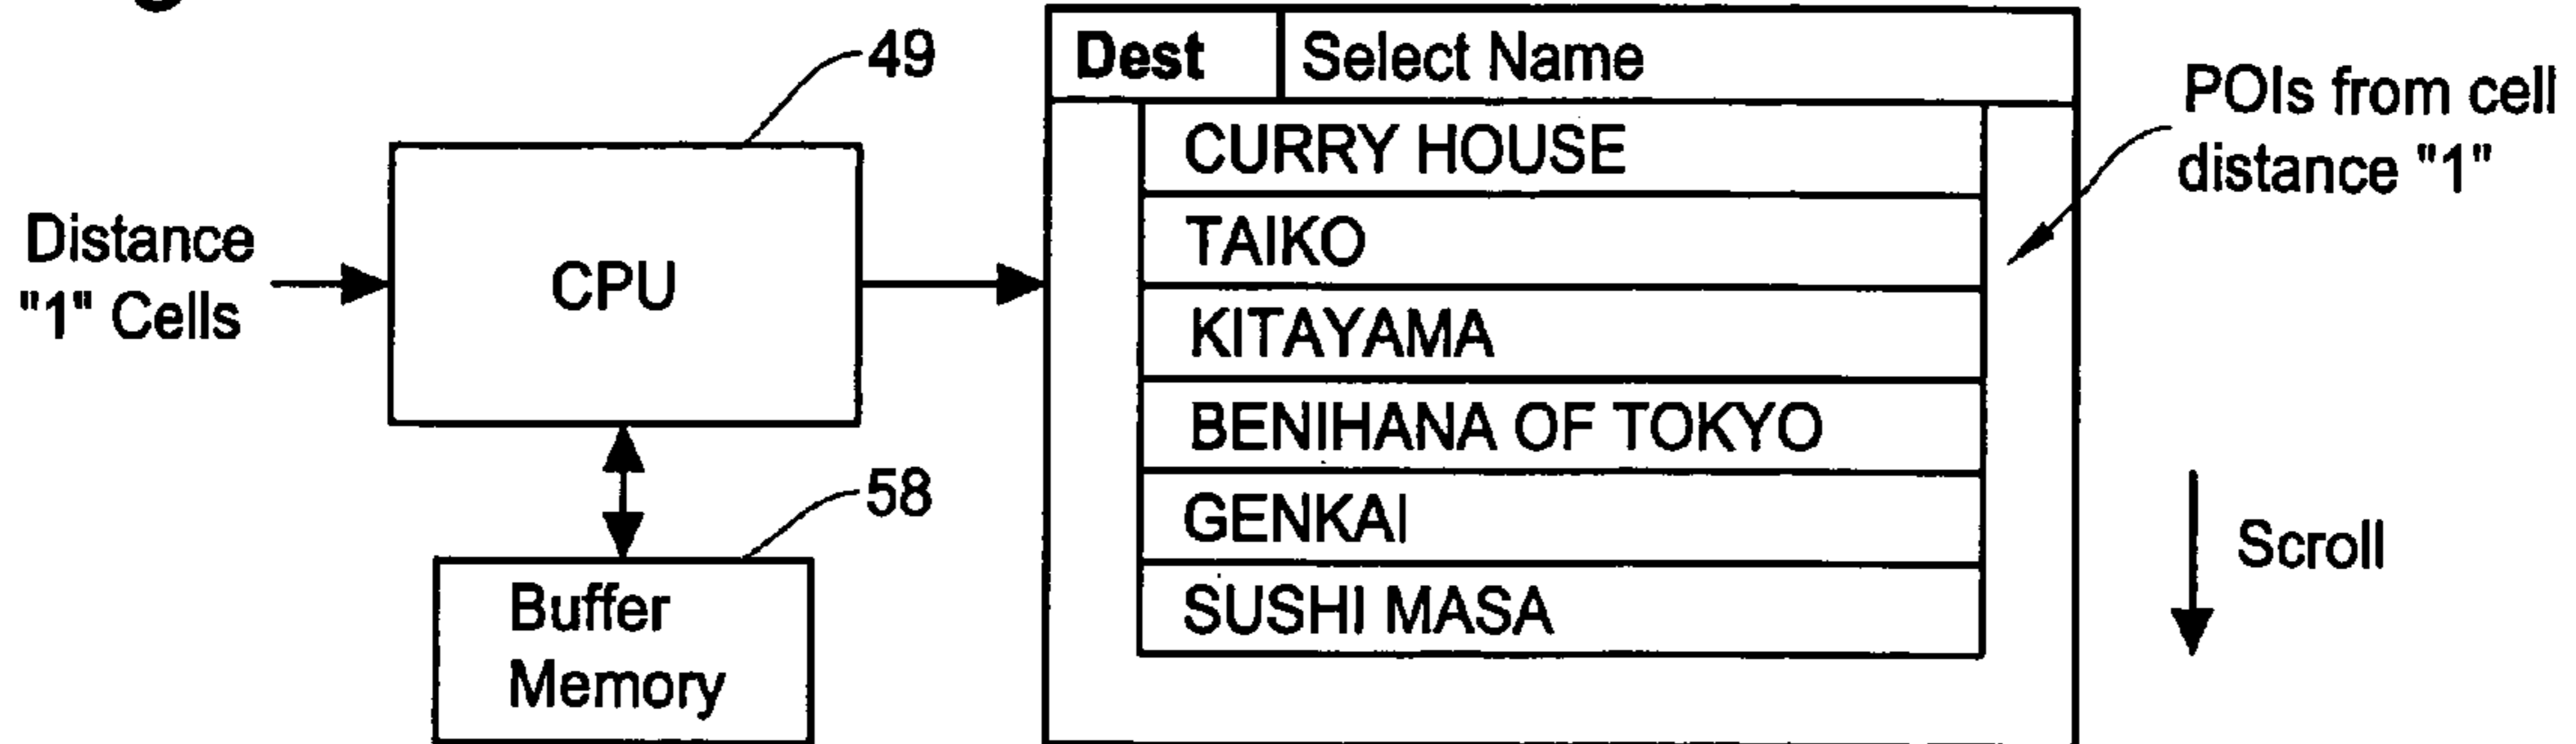 49
Distance
"1" Cells
CPU
58
Buffer
Memory
Dest Select Name
CURRY HOUSE
TAIKO
KITAYAMA
BENIHANA OF TOKYO
GENKAI
SUSHI MASA
POIs from cell
distance "1"
Scroll